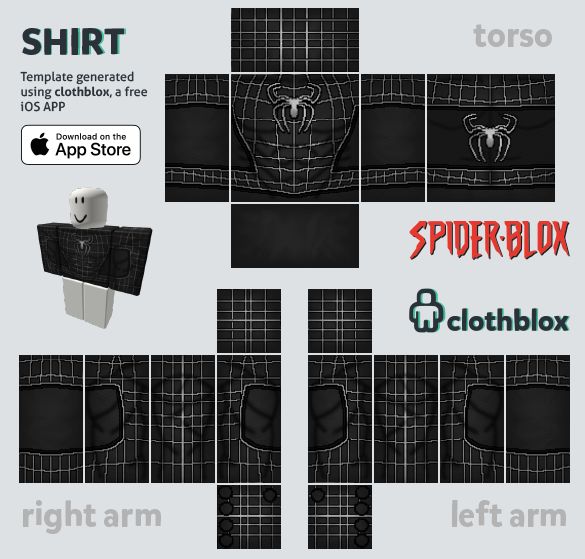 SHIRT
torso
Template generated
using clothblox, a free
iOS APP
Download on the
App Store
SPIDER·BLOX
clothblox
right arm
left arm